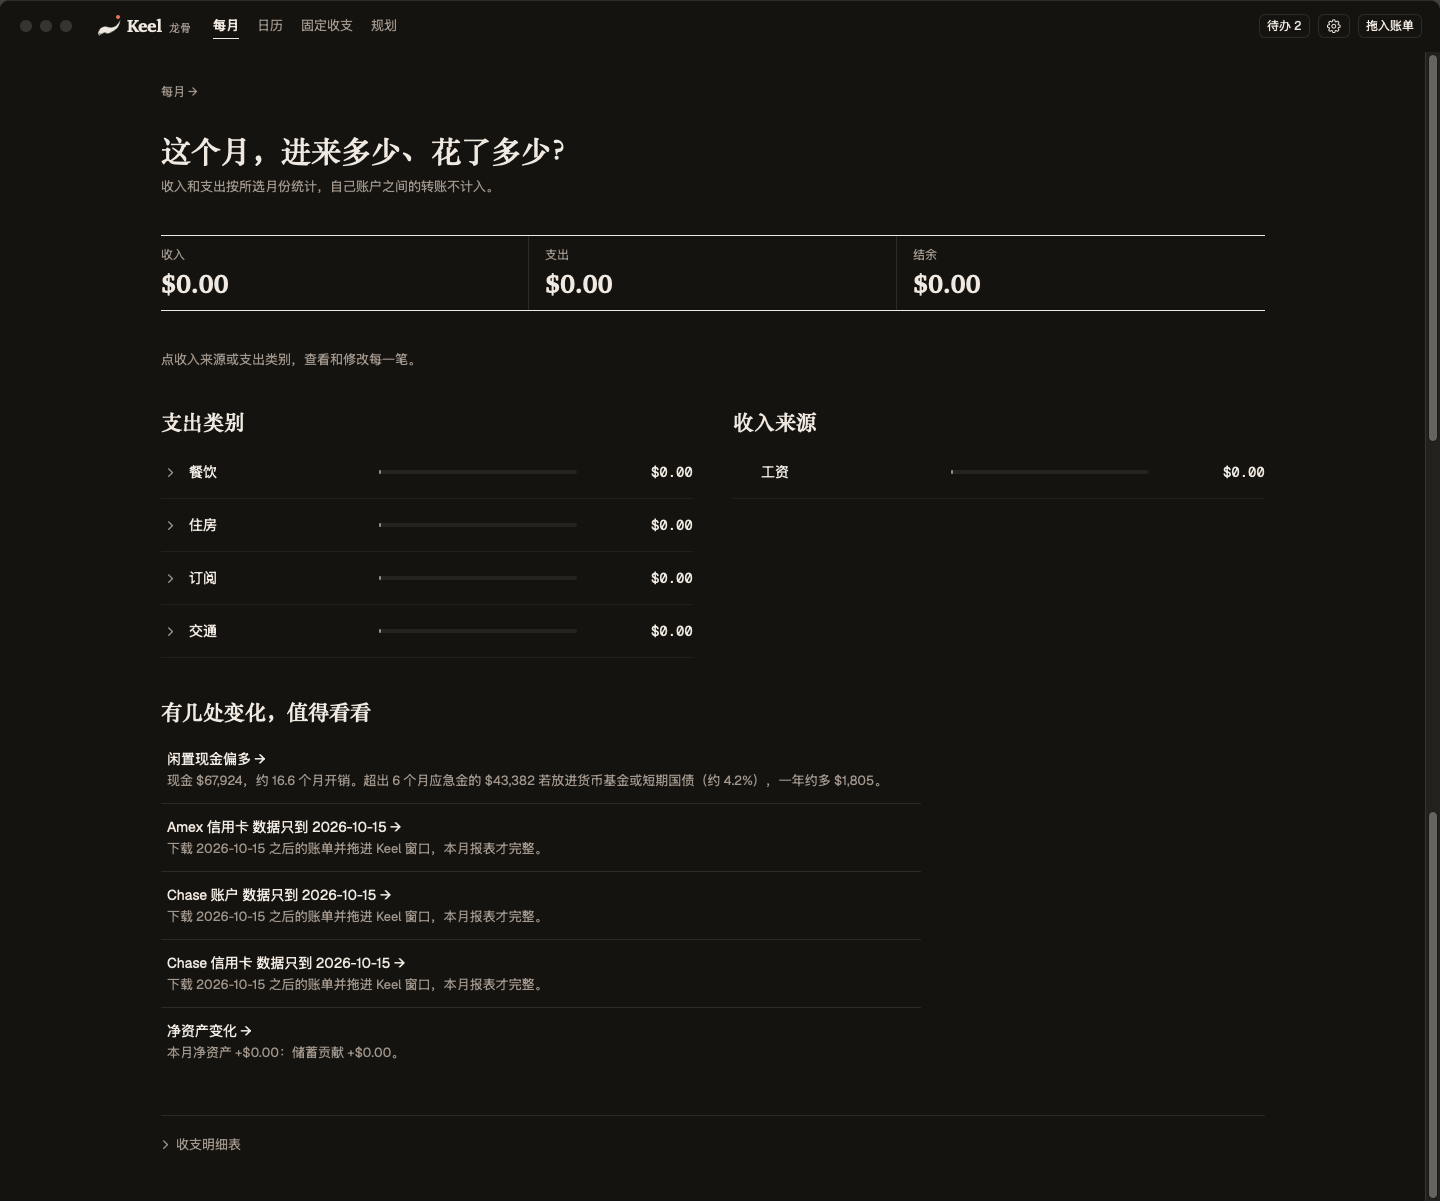 Keel 龙骨 每月 日历 固定收支 规划 待办 2 拖入账单
每月 →
这个月，进来多少、花了多少？
收入和支出按所选月份统计，自己账户之间的转账不计入。
收入 支出 结余
$0.00 $0.00 $0.00
点收入来源或支出类别，查看和修改每一笔。
支出类别
餐饮 $0.00
住房 $0.00
订阅 $0.00
交通 $0.00
收入来源
工资 $0.00
有几处变化，值得看看
闲置现金偏多 →
现金 $67,924，约 16.6 个月开销。超出 6 个月应急金的 $43,382 若放进货币基金或短期国债（约 4.2%），一年约多 $1,805。
Amex 信用卡 数据只到 2026-10-15 →
下载 2026-10-15 之后的账单并拖进 Keel 窗口，本月报表才完整。
Chase 账户 数据只到 2026-10-15 →
下载 2026-10-15 之后的账单并拖进 Keel 窗口，本月报表才完整。
Chase 信用卡 数据只到 2026-10-15 →
下载 2026-10-15 之后的账单并拖进 Keel 窗口，本月报表才完整。
净资产变化 →
本月净资产 +$0.00：储蓄贡献 +$0.00。
收支明细表